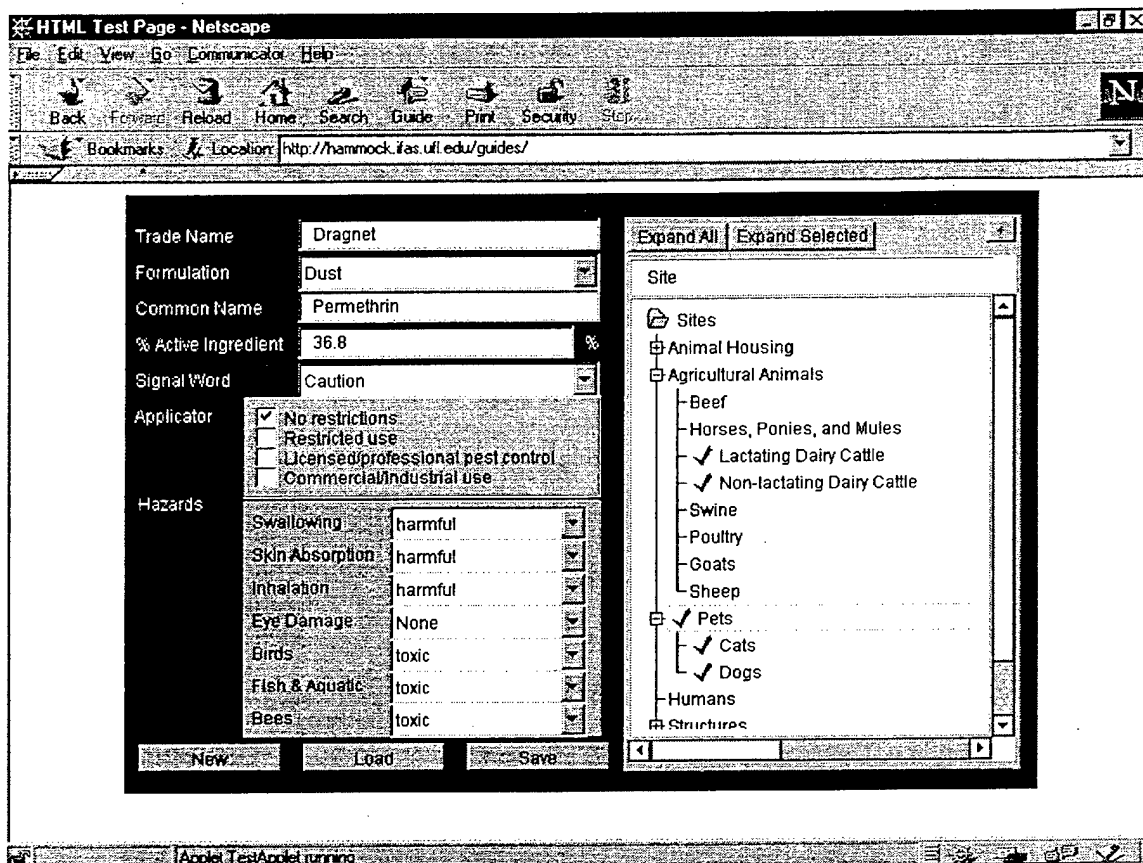 HTML Test Page - Netscape
File Edit View Go Communicator Help
Back Forward Reload Home Search Guide Print Security Stop
N
Bookmarks Location: http://hammock.ifas.ufl.edu/guides/
Trade Name Dragnet
Formulation Dust
Common Name Permethrin
% Active Ingredient 36.8 %
Signal Word Caution
Applicator No restrictions
Restricted use
Licensed/professional pest control
Commercial/industrial use
Hazards
Swallowing harmful
Skin Absorption harmful
Inhalation harmful
Eye Damage None
Birds toxic
Fish & Aquatic toxic
Bees toxic
New Load Save
Expand All Expand Selected
Site
Sites
Animal Housing
Agricultural Animals
Beef
Horses, Ponies, and Mules
Lactating Dairy Cattle
Non-lactating Dairy Cattle
Swine
Poultry
Goats
Sheep
Pets
Cats
Dogs
Humans
Structures
Applet TestApplet running